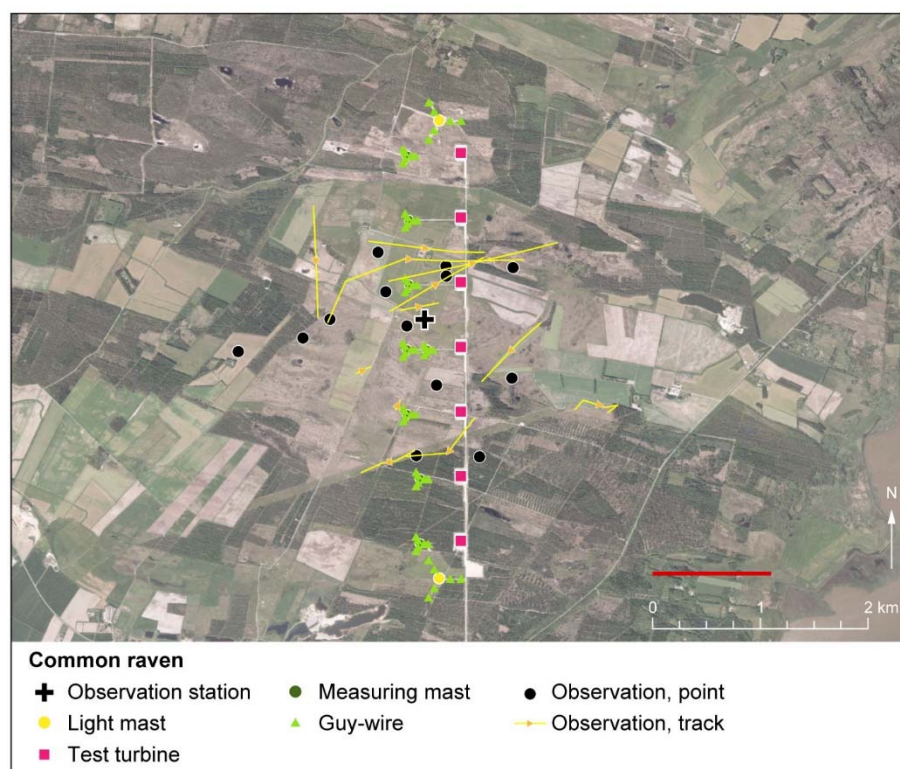 N
0 1 2 km
Common raven
Observation station
Measuring mast
Observation, point
Light mast
Guy-wire
Observation, track
Test turbine